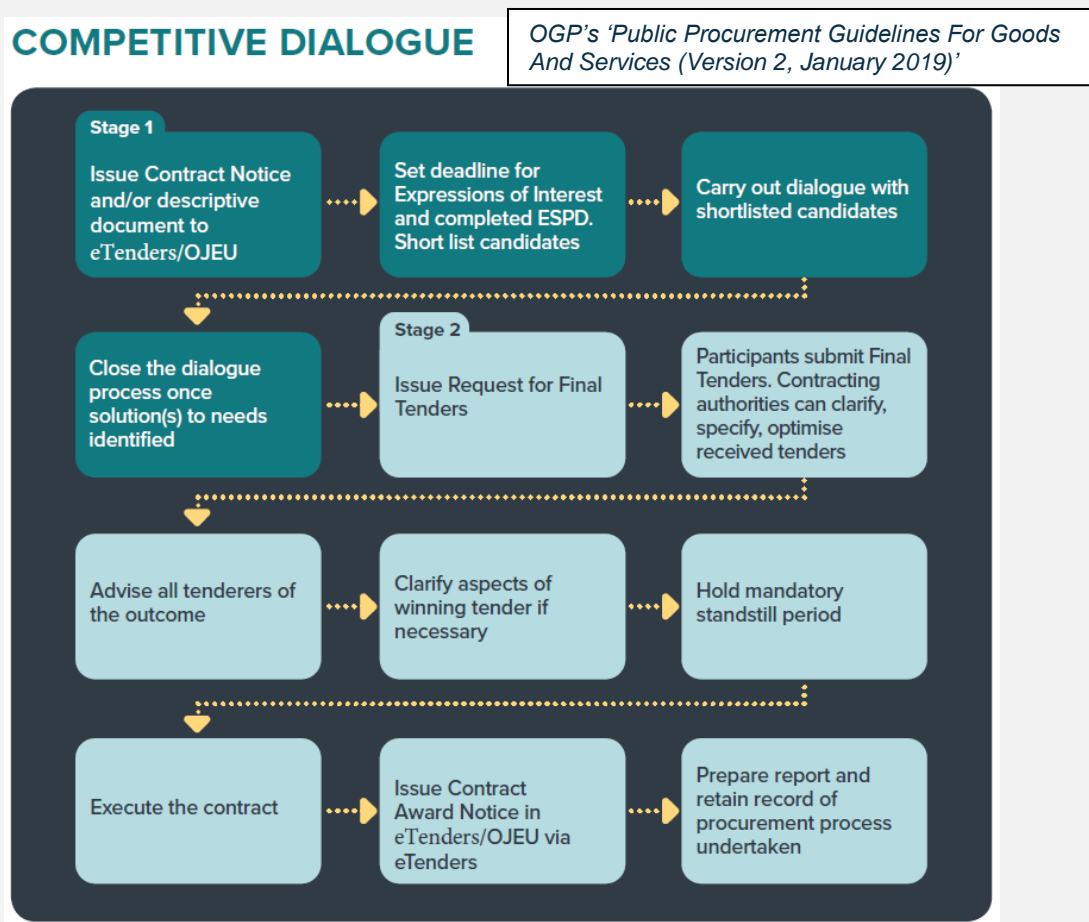 COMPETITIVE DIALOGUE
OGP's 'Public Procurement Guidelines For Goods
And Services (Version 2, January 2019)'
Stage 1
Issue Contract Notice
and/or descriptive
document to
eTenders/OJEU
Set deadline for
Expressions of Interest
and completed ESPD.
Short list candidates
Carry out dialogue with
shortlisted candidates
Close the dialogue
process once
solution(s) to needs
identified
Stage 2
Issue Request for Final
Tenders
Participants submit Final
Tenders. Contracting
authorities can clarify,
specify, optimise
received tenders
Advise all tenderers of
the outcome
Clarify aspects of
winning tender if
necessary
Hold mandatory
standstill period
Execute the contract
Issue Contract
Award Notice in
eTenders/OJEU via
eTenders
Prepare report and
retain record of
procurement process
undertaken